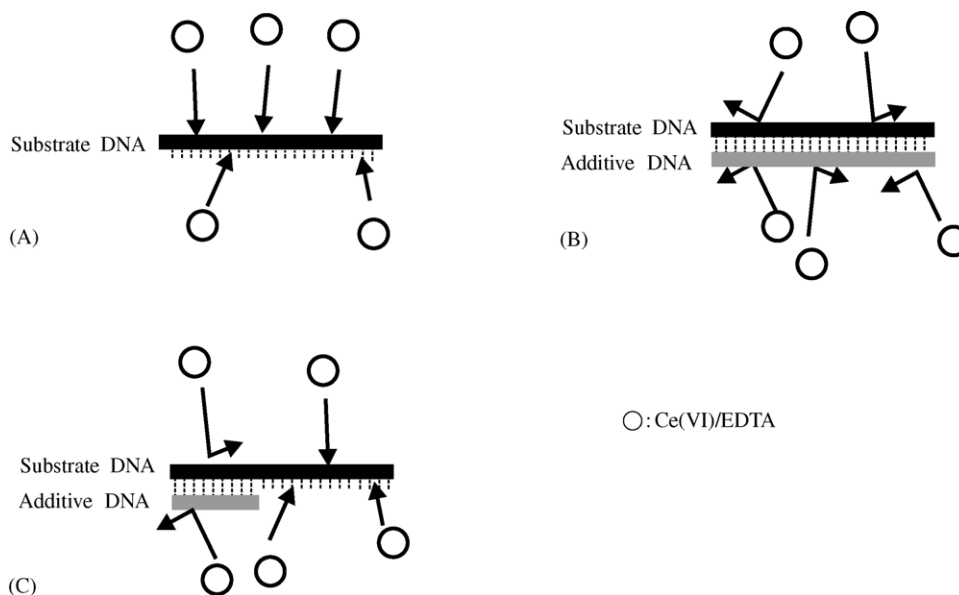 Substrate DNA
(A)
Substrate DNA
Additive DNA
(B)
Substrate DNA
Additive DNA
(C)
: Ce(VI)/EDTA